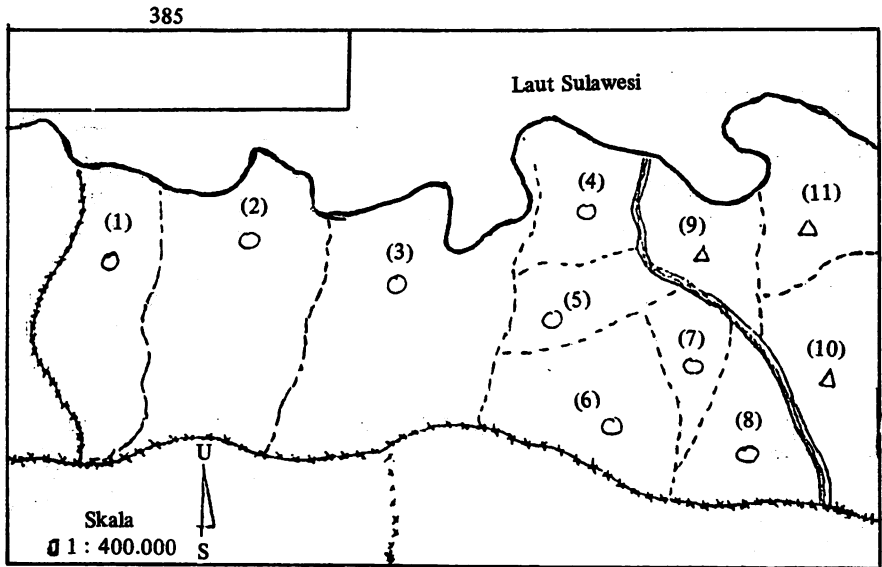 385
Laut Sulawesi
(1)
(2)
(3)
(4)
(5)
(6)
(7)
(8)
(9)
(10)
(11)
U
S
Skala
1 : 400.000